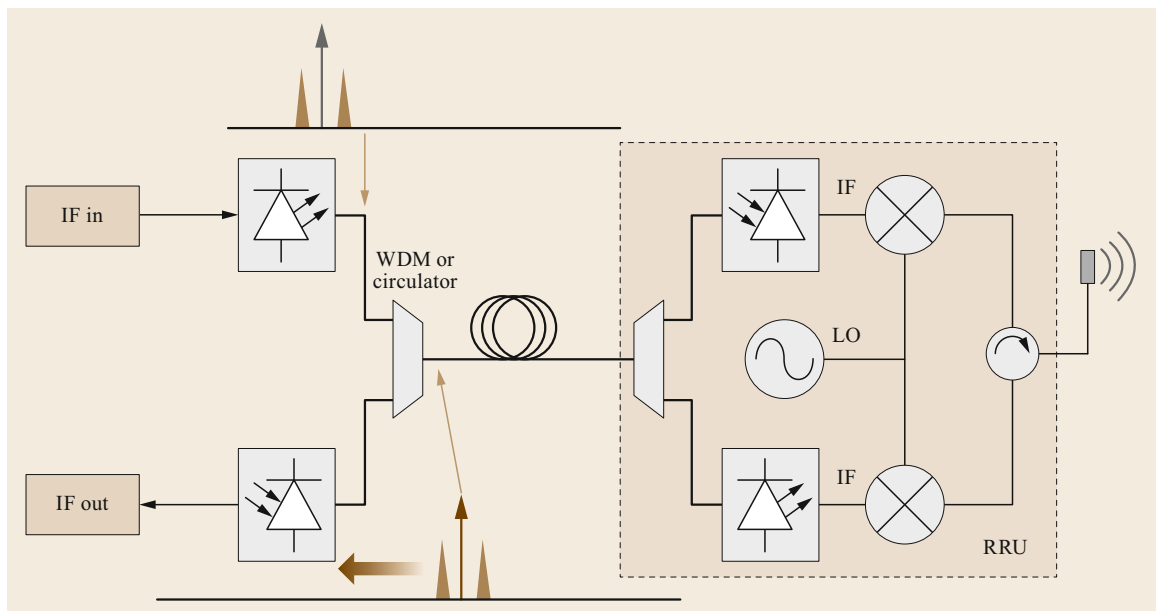 IF in
WDM or
circulator
IF
LO
IF
IF out
RRU